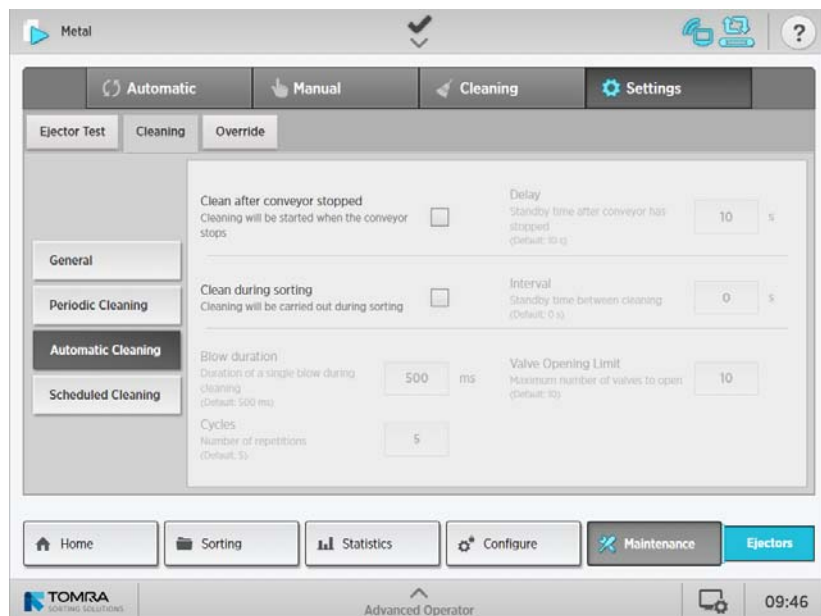 Metal
?
Automatic
Manual
Cleaning
Settings
Ejector Test
Cleaning
Override
General
Periodic Cleaning
Automatic Cleaning
Scheduled Cleaning
Clean after conveyor stopped
Cleaning will be started when the conveyor
stops
Delay
Standby time after conveyor has
stopped
(Default: 10 s)
10
s
Clean during sorting
Cleaning will be carried out during sorting
Interval
Standby time between cleaning
(Default: 0 s)
0
s
Blow duration
Duration of a single blow during
cleaning
(Default: 500 ms)
500
ms
Valve Opening Limit
Maximum number of valves to open
(Default: 10)
10
Cycles
Number of repetitions
(Default: 5)
5
Home
Sorting
Statistics
Configure
Maintenance
Ejectors
TOMRA
SORTING SOLUTIONS
Advanced Operator
09:46